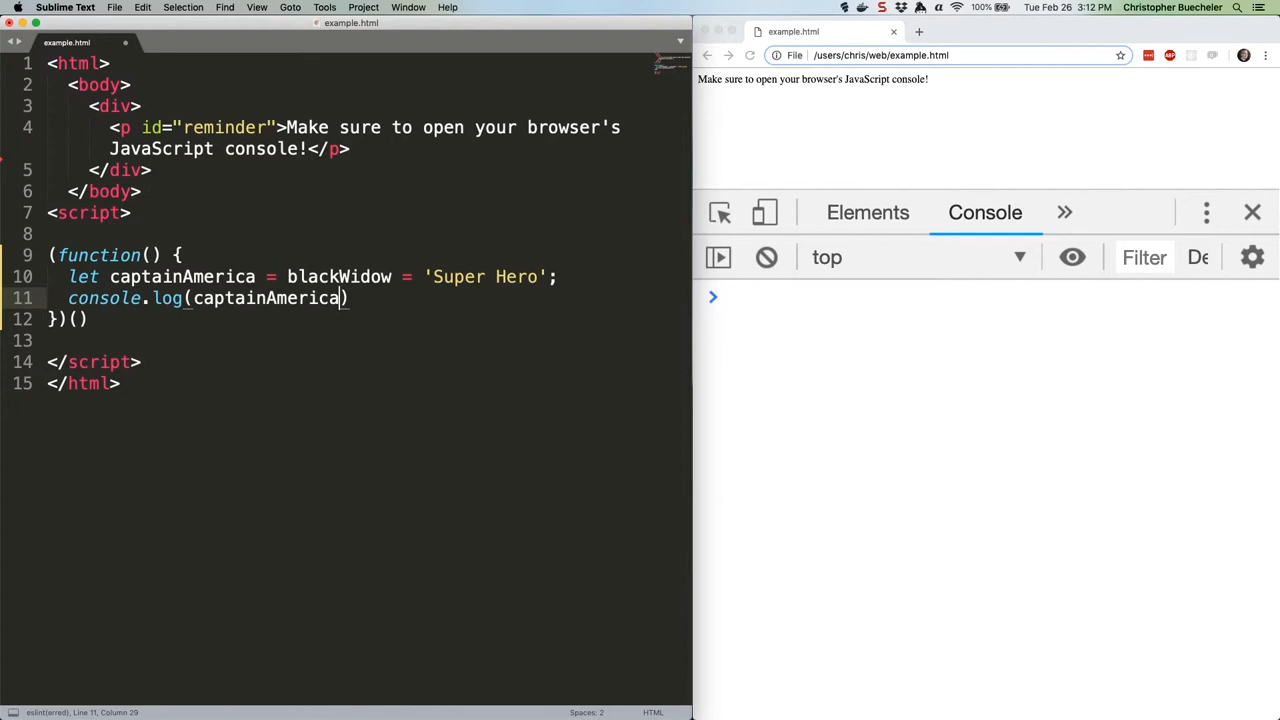 Sublime Text File Edit Selection Find View Goto Tools Project Window Help 100% Tue Feb 26 3:12 PM Christopher Buecheler
example.html
example.html
1 <html>
2 <body>
3 <div>
4 <p id="reminder">Make sure to open your browser's
JavaScript console!</p>
5 </div>
6 </body>
7 <script>
8
9 (function() {
10 let captainAmerica = blackWidow = 'Super Hero';
11 console.log(captainAmerica)
12 })()
13
14 </script>
15 </html>
eslint(erred), Line 11, Column 29 Spaces: 2 HTML
example.html
File /users/chris/web/example.html ABP
Make sure to open your browser's JavaScript console!
Elements Console
top Filter De